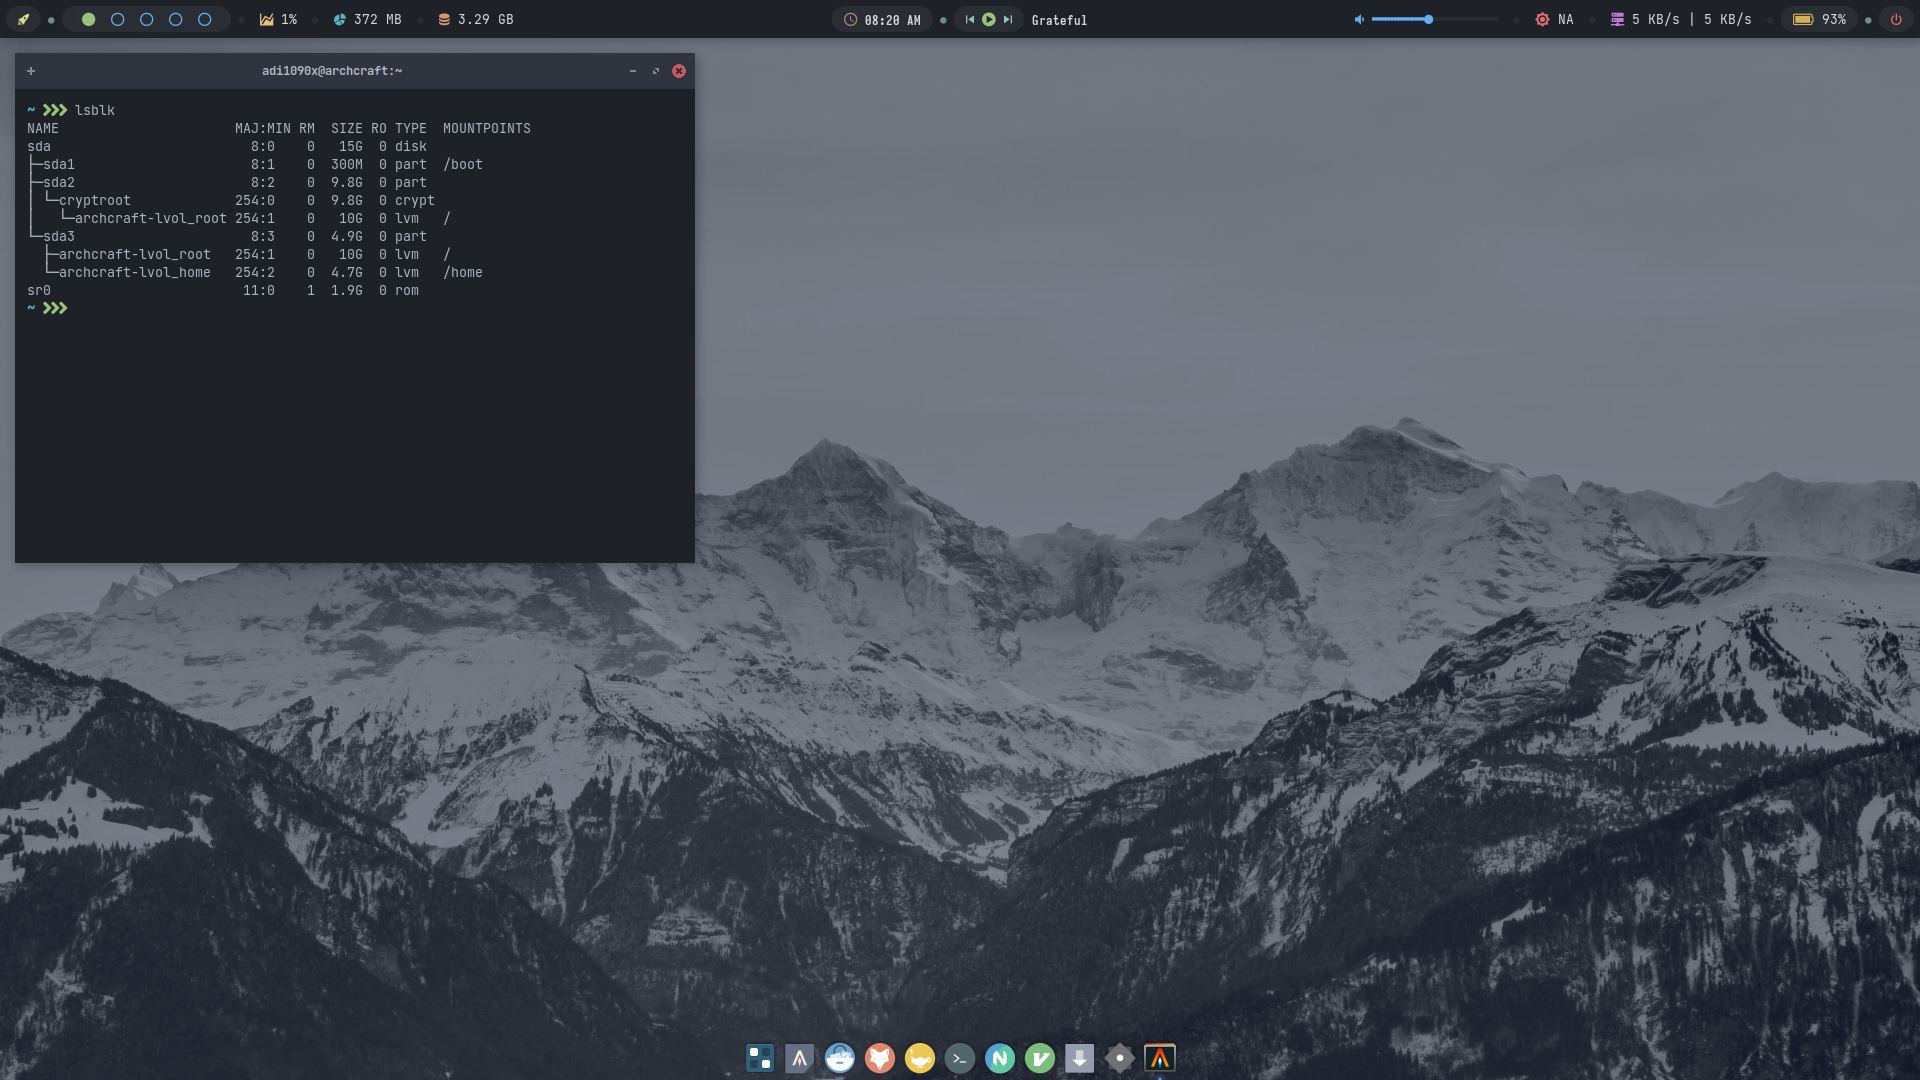 1% 372 MB 3.29 GB 08:20 AM Grateful NA 5 KB/s | 5 KB/s 93%
adi1090x@archcraft:~
~ lsblk
NAME MAJ:MIN RM SIZE RO TYPE MOUNTPOINTS
sda 8:0 0 15G 0 disk
├─sda1 8:1 0 300M 0 part /boot
├─sda2 8:2 0 9.8G 0 part
│ └─cryptroot 254:0 0 9.8G 0 crypt
│   └─archcraft-lvol_root 254:1 0 10G 0 lvm /
└─sda3 8:3 0 4.9G 0 part
  ├─archcraft-lvol_root 254:1 0 10G 0 lvm /
  └─archcraft-lvol_home 254:2 0 4.7G 0 lvm /home
sr0 11:0 1 1.9G 0 rom
~